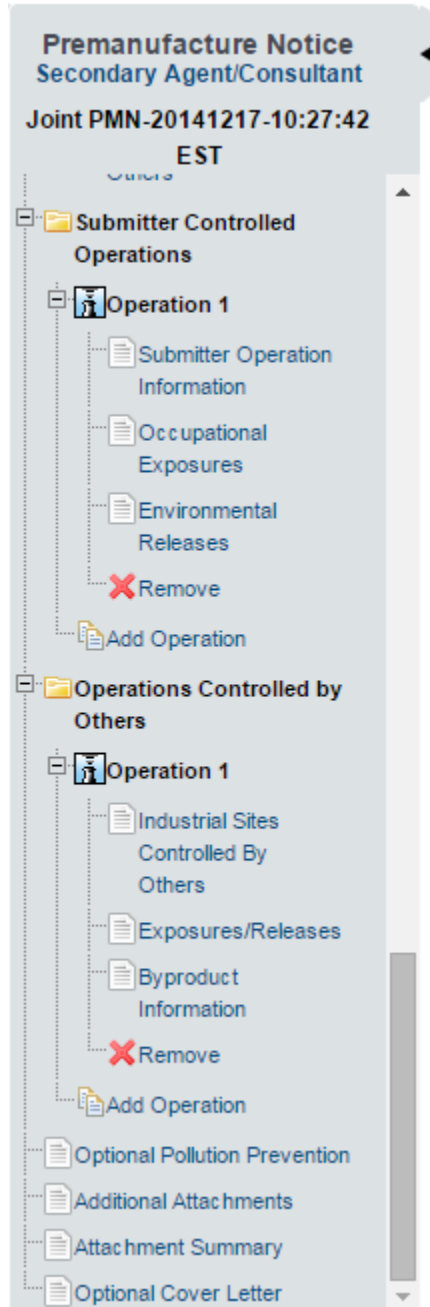 Premanufacture Notice
Secondary Agent/Consultant
Joint PMN-20141217-10:27:42
EST
Others
Submitter Controlled
Operations
Operation 1
Submitter Operation
Information
Occupational
Exposures
Environmental
Releases
Remove
Add Operation
Operations Controlled by
Others
Operation 1
Industrial Sites
Controlled By
Others
Exposures/Releases
Byproduct
Information
Remove
Add Operation
Optional Pollution Prevention
Additional Attachments
Attachment Summary
Optional Cover Letter